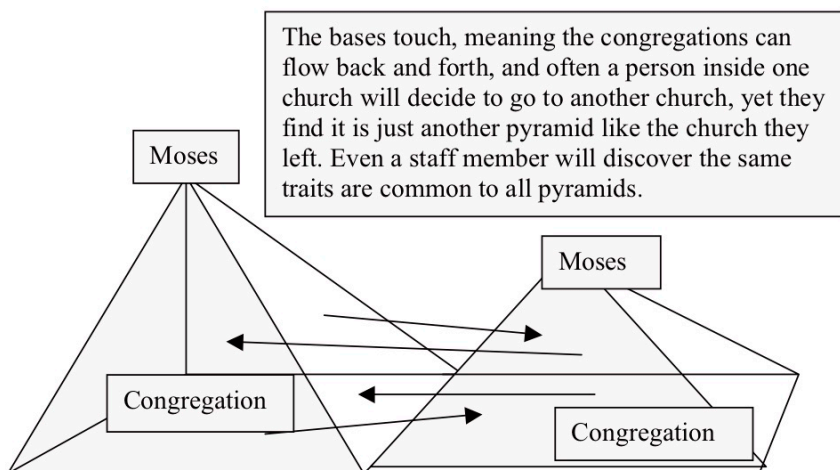 The bases touch, meaning the congregations can
flow back and forth, and often a person inside one
church will decide to go to another church, yet they
find it is just another pyramid like the church they
left. Even a staff member will discover the same
traits are common to all pyramids.
Moses
Moses
Congregation
Congregation